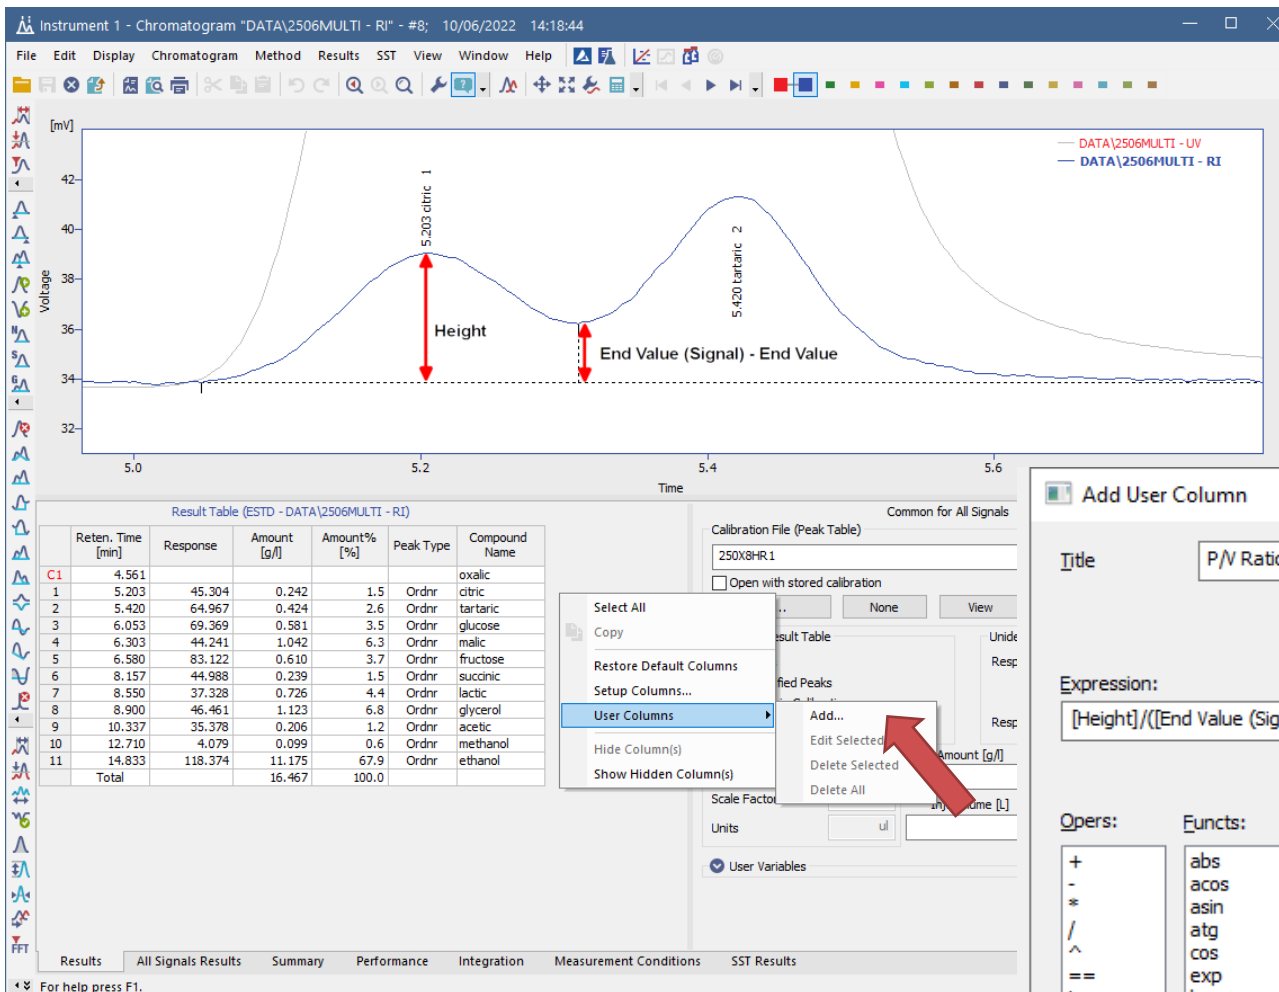 Instrument 1 - Chromatogram "DATA\2506MULTI - RI" - #8; 10/06/2022 14:18:44
File Edit Display Chromatogram Method Results SST View Window Help
[mV]
DATA\2506MULTI - UV
DATA\2506MULTI - RI
42
40
38
36
34
32
Voltage
5.203 citric 1
5.420 tartaric 2
Height
End Value (Signal) - End Value
5.0 5.2 5.4 5.6
Time
Result Table (ESTD - DATA\2506MULTI - RI)
Reten. Time [min] Response Amount [g/l] Amount% [%] Peak Type Compound Name
C1 4.561 oxalic
1 5.203 45.304 0.242 1.5 Ordnr citric
2 5.420 64.967 0.424 2.6 Ordnr tartaric
3 6.053 69.369 0.581 3.5 Ordnr glucose
4 6.303 44.241 1.042 6.3 Ordnr malic
5 6.580 83.122 0.610 3.7 Ordnr fructose
6 8.157 44.988 0.239 1.5 Ordnr succinic
7 8.550 37.328 0.726 4.4 Ordnr lactic
8 8.900 46.461 1.123 6.8 Ordnr glycerol
9 10.337 35.378 0.206 1.2 Ordnr acetic
10 12.710 4.079 0.099 0.6 Ordnr methanol
11 14.833 118.374 11.175 67.9 Ordnr ethanol
Total 16.467 100.0
Common for All Signals
Calibration File (Peak Table)
250X8HR1
Open with stored calibration
None View
esult Table
Unide
Resp
fied Peaks
Resp
Amount [g/l]
Scale Facto
Units ul
User Variables
Select All
Copy
Restore Default Columns
Setup Columns...
User Columns
Hide Column(s)
Show Hidden Column(s)
Add...
Edit Selected
Delete Selected
Delete All
Add User Column
Title P/V Ratio
Expression:
[Height]/([End Value (Sig
Opers: Functs:
+ abs
- acos
* asin
/ atg
^ cos
== exp
Results All Signals Results Summary Performance Integration Measurement Conditions SST Results
For help press F1.